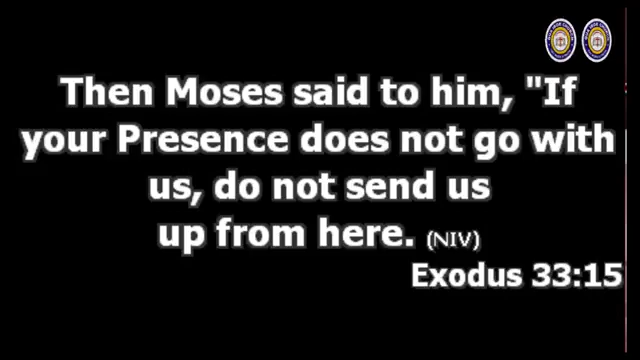 Then Moses said to him, "If
your Presence does not go with
us, do not send us
up from here. (NIV)
Exodus 33:15